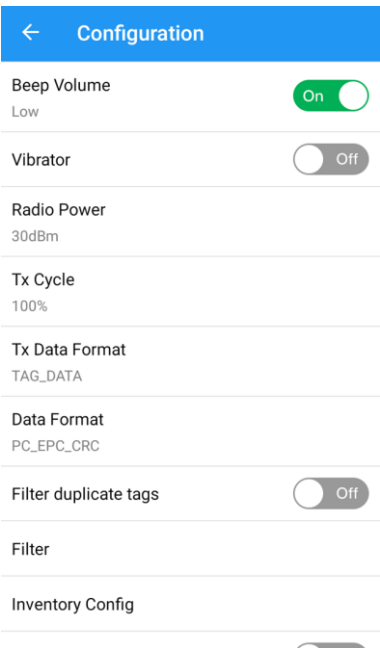 Configuration
Beep Volume
Low
On
Vibrator
Off
Radio Power
30dBm
Tx Cycle
100%
Tx Data Format
TAG_DATA
Data Format
PC_EPC_CRC
Filter duplicate tags
Off
Filter
Inventory Config